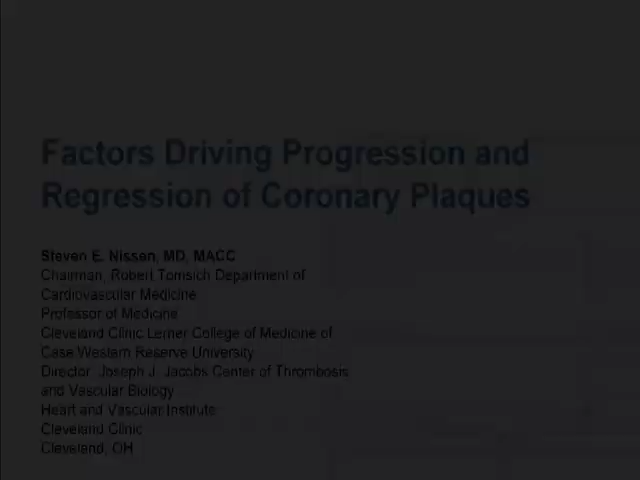 Factors Driving Progression and
Regression of Coronary Plaques
Steven E. Nissen, MD, MACC
Chairman, Robert Tomsich Department of
Cardiovascular Medicine
Professor of Medicine
Cleveland Clinic Lerner College of Medicine of
Case Western Reserve University
Director, Joseph J. Jacobs Center of Thrombosis
and Vascular Biology
Heart and Vascular Institute
Cleveland Clinic
Cleveland, OH